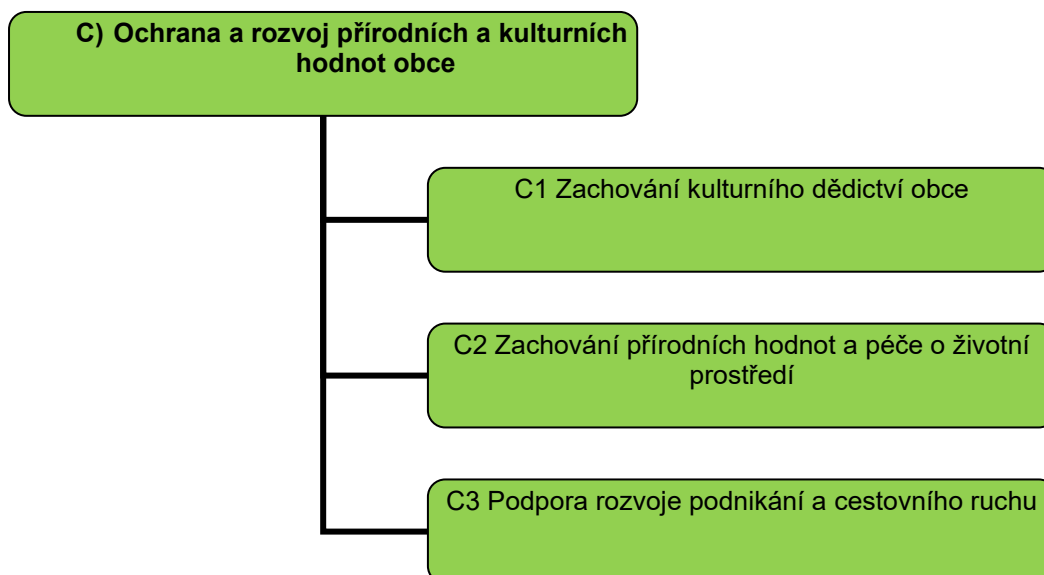 C) Ochrana a rozvoj přírodních a kulturních
hodnot obce
C1 Zachování kulturního dědictví obce
C2 Zachování přírodních hodnot a péče o životní
prostředí
C3 Podpora rozvoje podnikání a cestovního ruchu